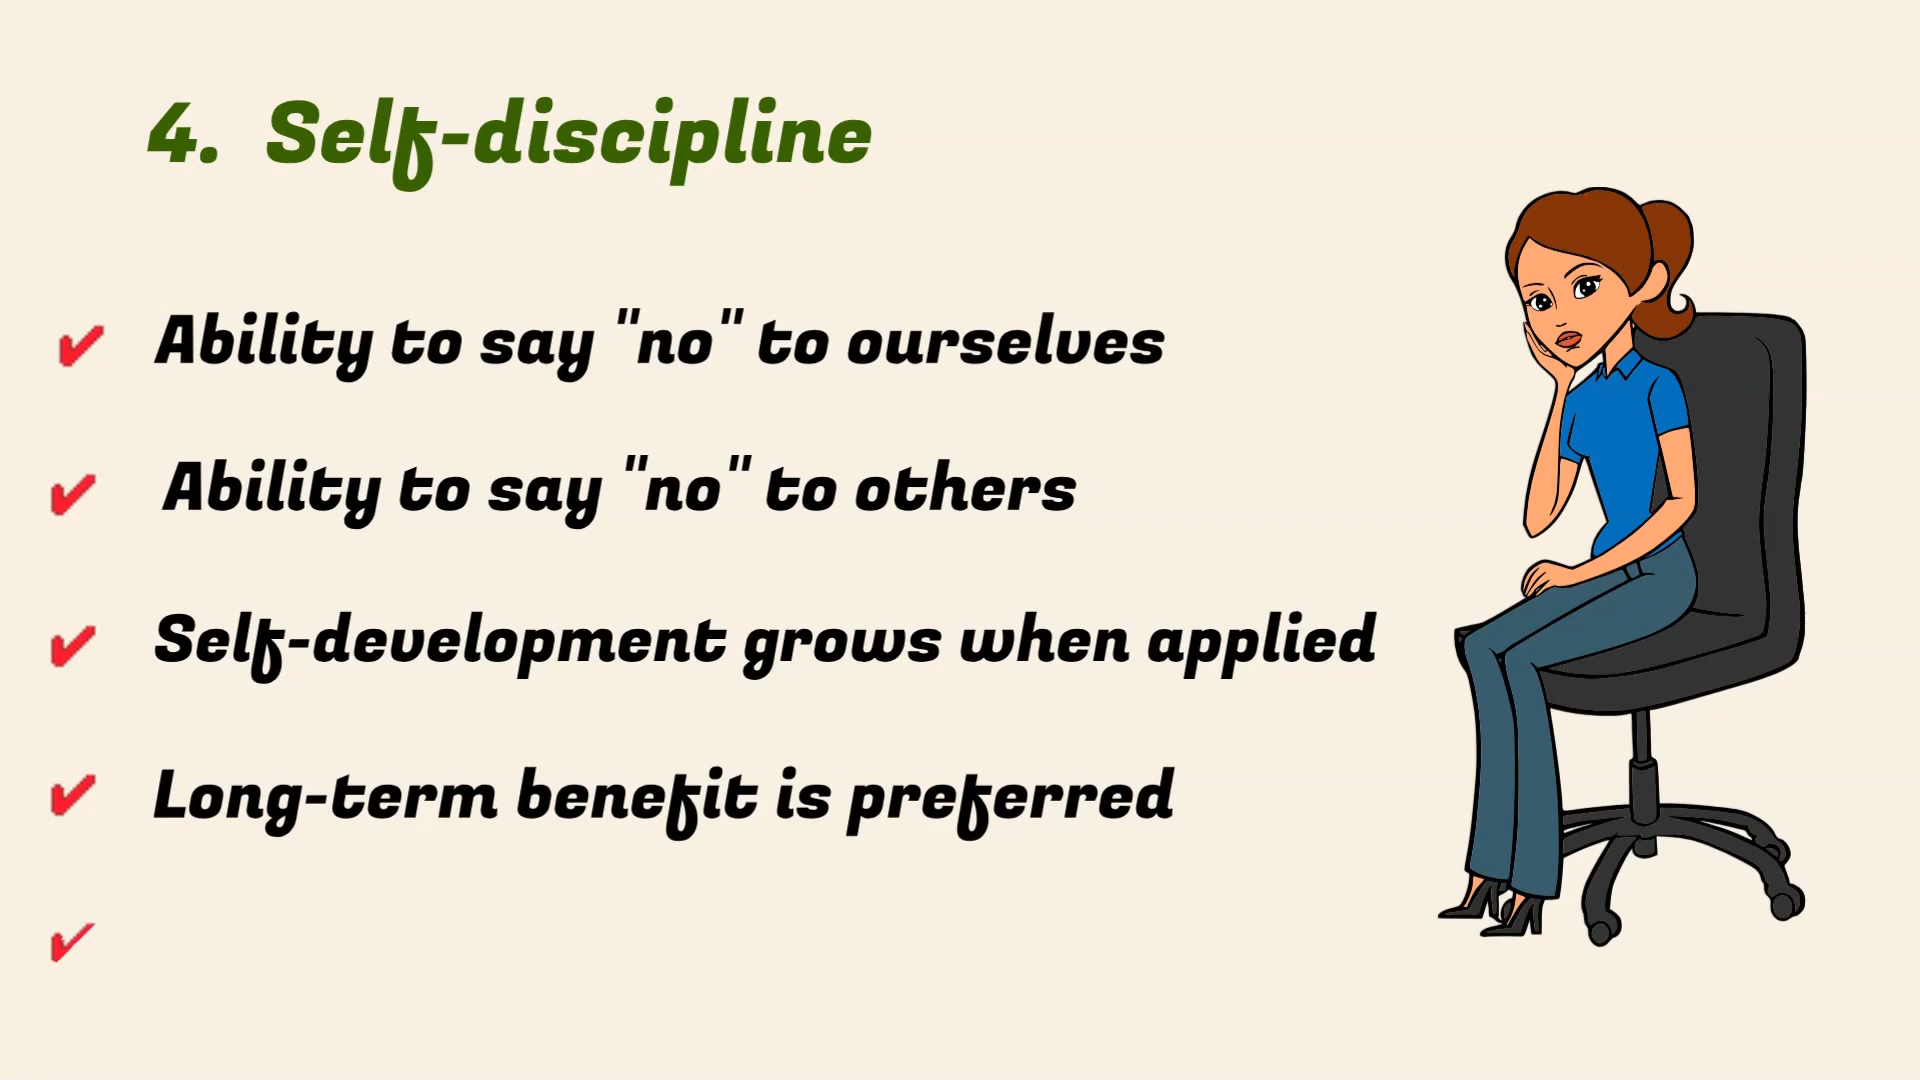 4. Self-discipline
✔ Ability to say "no" to ourselves
✔ Ability to say "no" to others
✔ Self-development grows when applied
✔ Long-term benefit is preferred
✔